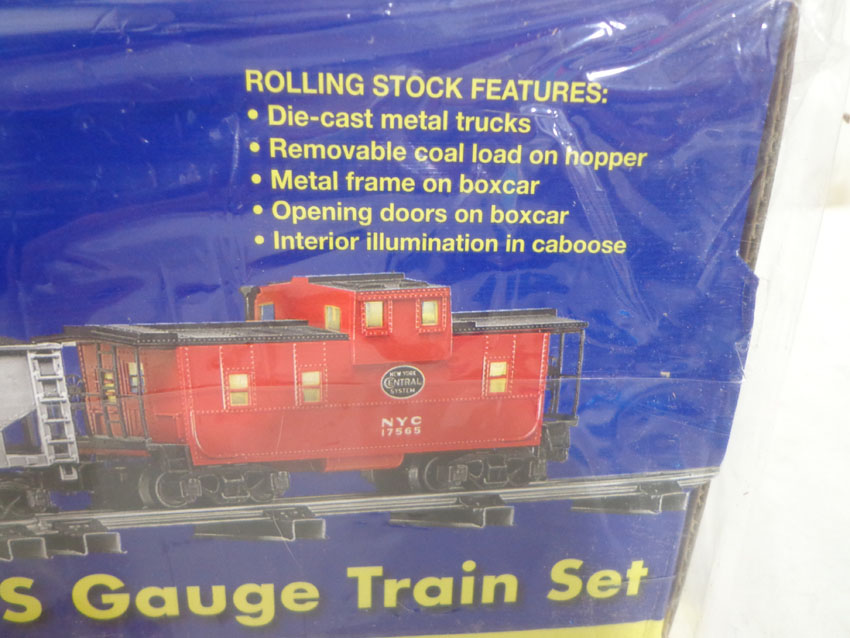 ROLLING STOCK FEATURES:
• Die-cast metal trucks
• Removable coal load on hopper
• Metal frame on boxcar
• Opening doors on boxcar
• Interior illumination in caboose
NEW YORK
CENTRAL
SYSTEM
NYC
17565
S Gauge Train Set